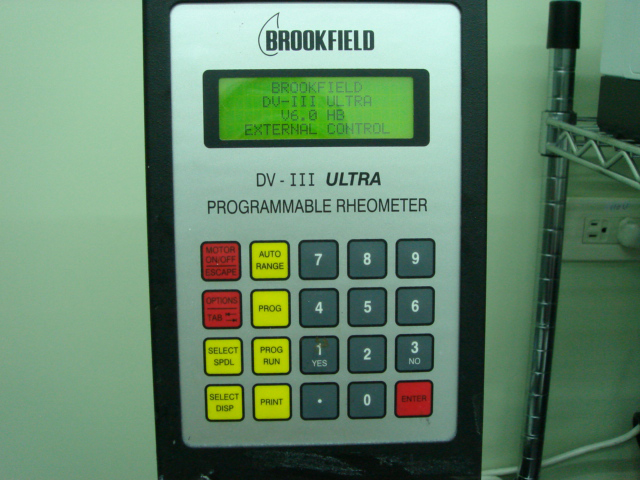 BROOKFIELD
BROOKFIELD
DV-III ULTRA
V6.0 HB
EXTERNAL CONTROL
DV - III ULTRA
PROGRAMMABLE RHEOMETER
MOTOR
ON/OFF
ESCAPE
AUTO
RANGE
7
8
9
OPTIONS
TAB
PROG
4
5
6
SELECT
SPDL
PROG
RUN
1
YES
2
3
NO
SELECT
DISP
PRINT
.
0
ENTER